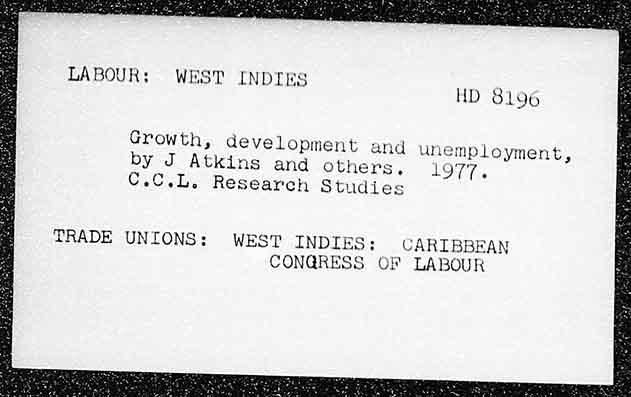 LABOUR: WEST INDIES
HD 8196
Growth, development and unemployment,
by J Atkins and others. 1977.
C.C.L. Research Studies
TRADE UNIONS: WEST INDIES: CARIBBEAN
CONGRESS OF LABOUR